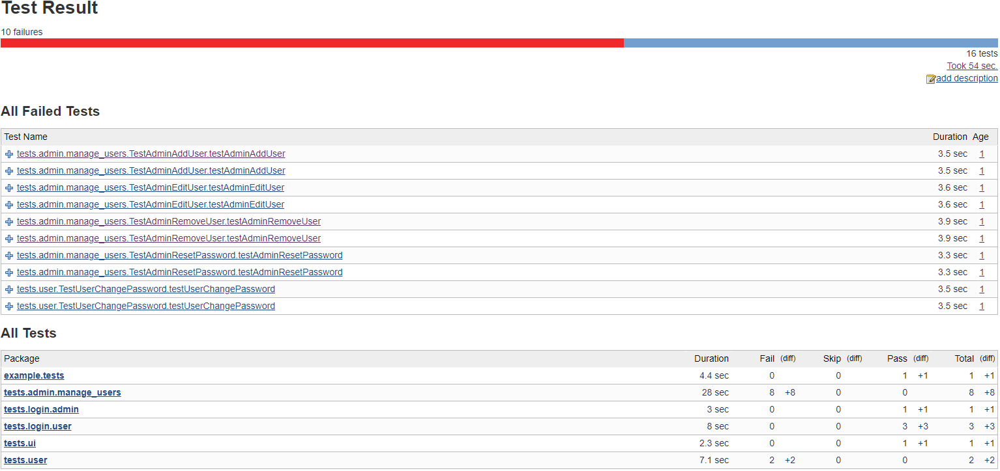 Test Result
10 failures
16 tests
Took 54 sec.
add description
All Failed Tests
Test Name Duration Age
tests.admin.manage_users.TestAdminAddUser.testAdminAddUser 3.5 sec 1
tests.admin.manage_users.TestAdminAddUser.testAdminAddUser 3.5 sec 1
tests.admin.manage_users.TestAdminEditUser.testAdminEditUser 3.6 sec 1
tests.admin.manage_users.TestAdminEditUser.testAdminEditUser 3.6 sec 1
tests.admin.manage_users.TestAdminRemoveUser.testAdminRemoveUser 3.9 sec 1
tests.admin.manage_users.TestAdminRemoveUser.testAdminRemoveUser 3.9 sec 1
tests.admin.manage_users.TestAdminResetPassword.testAdminResetPassword 3.3 sec 1
tests.admin.manage_users.TestAdminResetPassword.testAdminResetPassword 3.3 sec 1
tests.user.TestUserChangePassword.testUserChangePassword 3.5 sec 1
tests.user.TestUserChangePassword.testUserChangePassword 3.5 sec 1
All Tests
Package Duration Fail (diff) Skip (diff) Pass (diff) Total (diff)
example.tests 4.4 sec 0 0 1 +1 1 +1
tests.admin.manage_users 28 sec 8 +8 0 0 8 +8
tests.login.admin 3 sec 0 0 1 +1 1 +1
tests.login.user 8 sec 0 0 3 +3 3 +3
tests.ui 2.3 sec 0 0 1 +1 1 +1
tests.user 7.1 sec 2 +2 0 0 2 +2